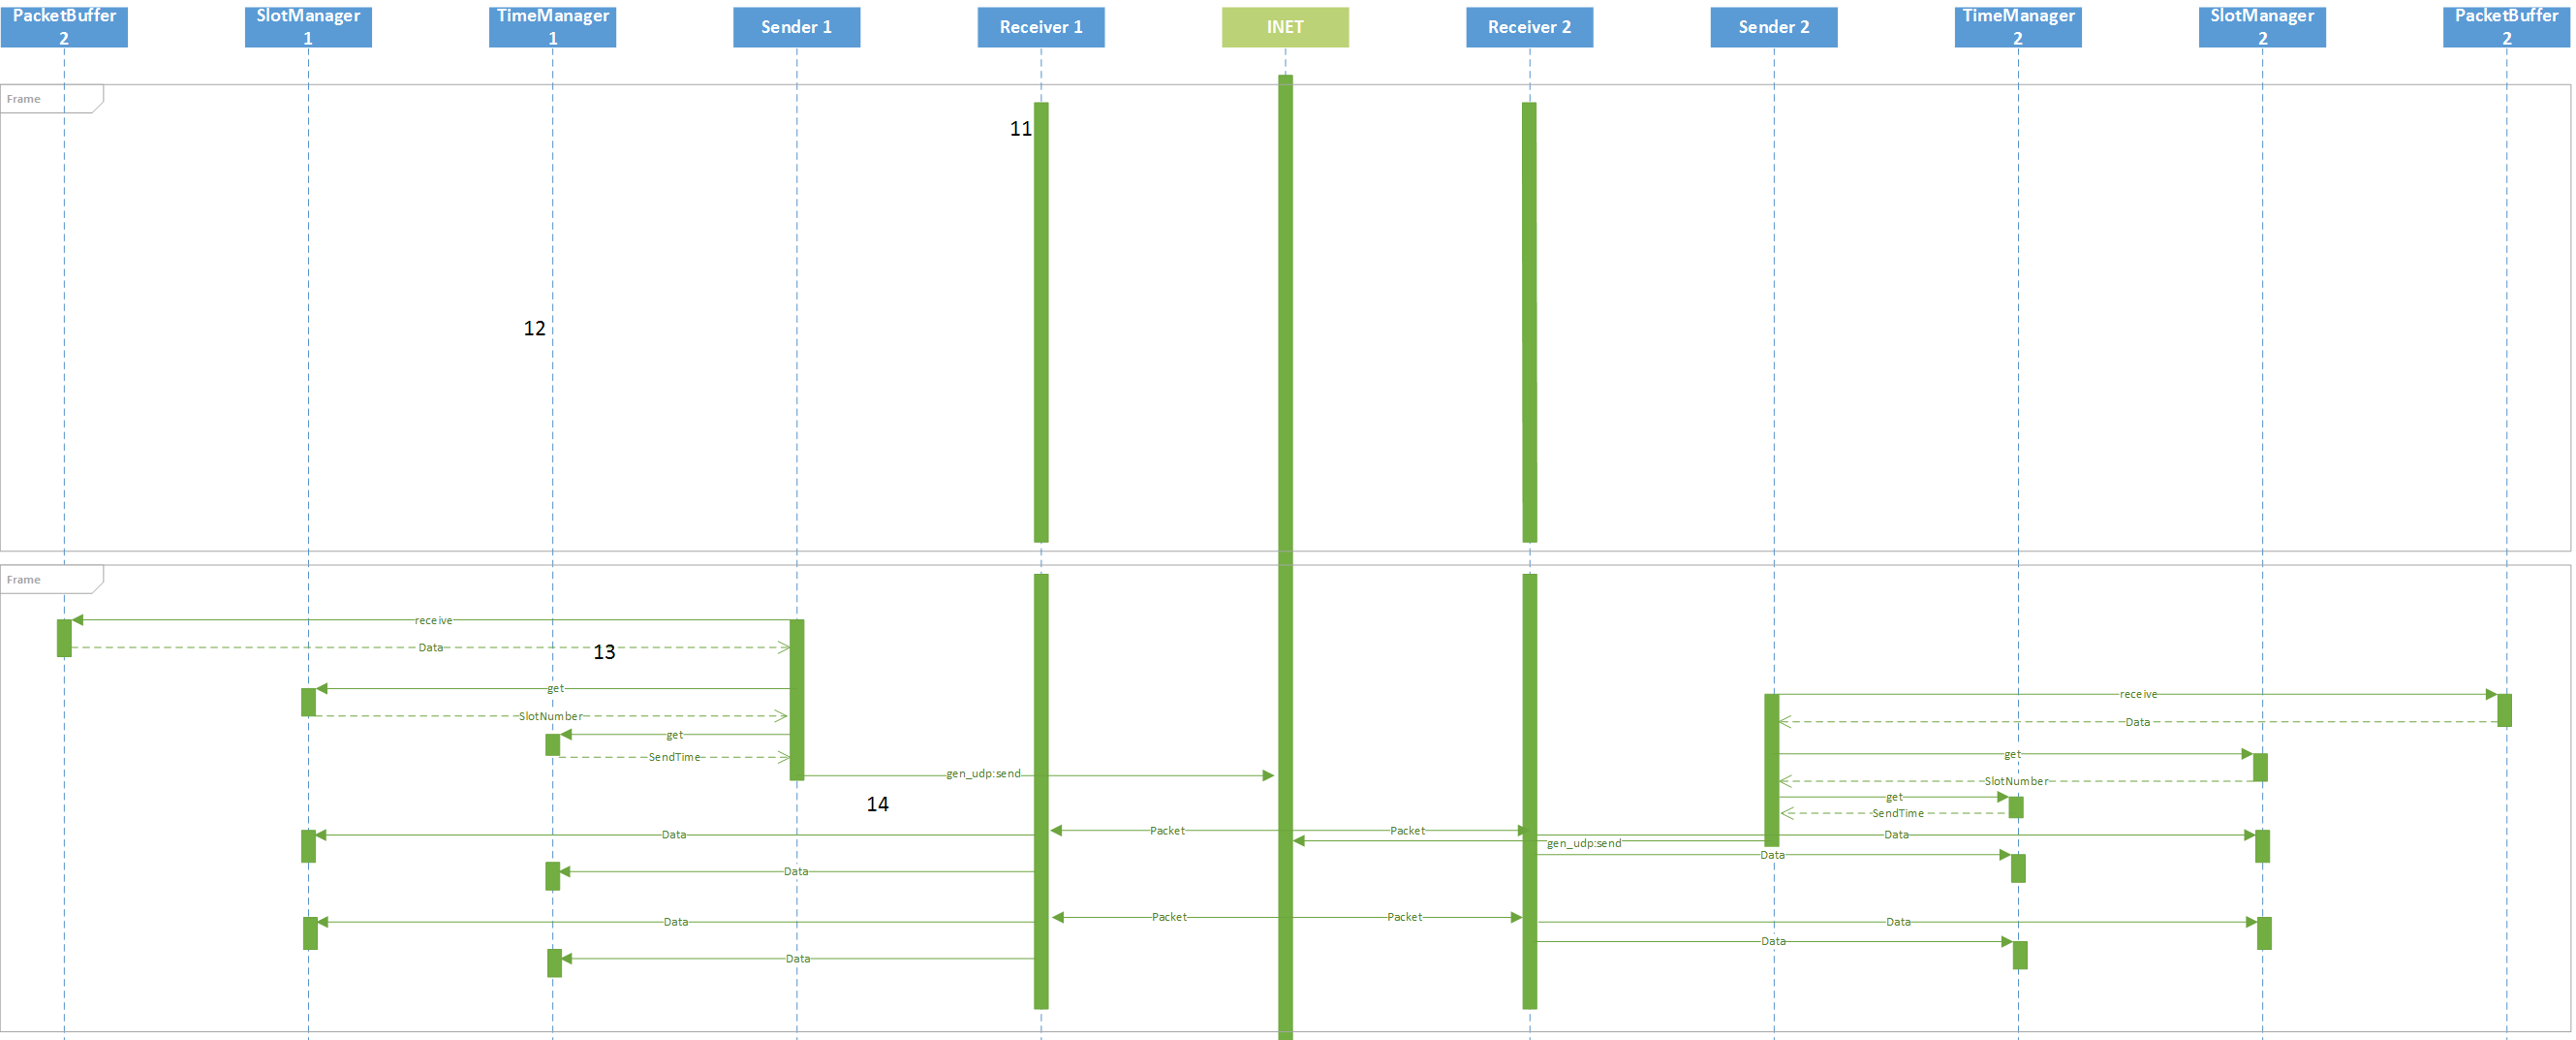 PacketBuffer
2
SlotManager
1
TimeManager
1
Sender 1
Receiver 1
INET
Receiver 2
Sender 2
TimeManager
2
SlotManager
2
PacketBuffer
2
Frame
11
12
Frame
receive
Data
13
get
receive
SlotNumber
Data
get
get
SendTime
gen_udp:send
SlotNumber
get
14
SendTime
Data
Packet
Packet
Data
gen_udp:send
Data
Data
Data
Packet
Packet
Data
Data
Data